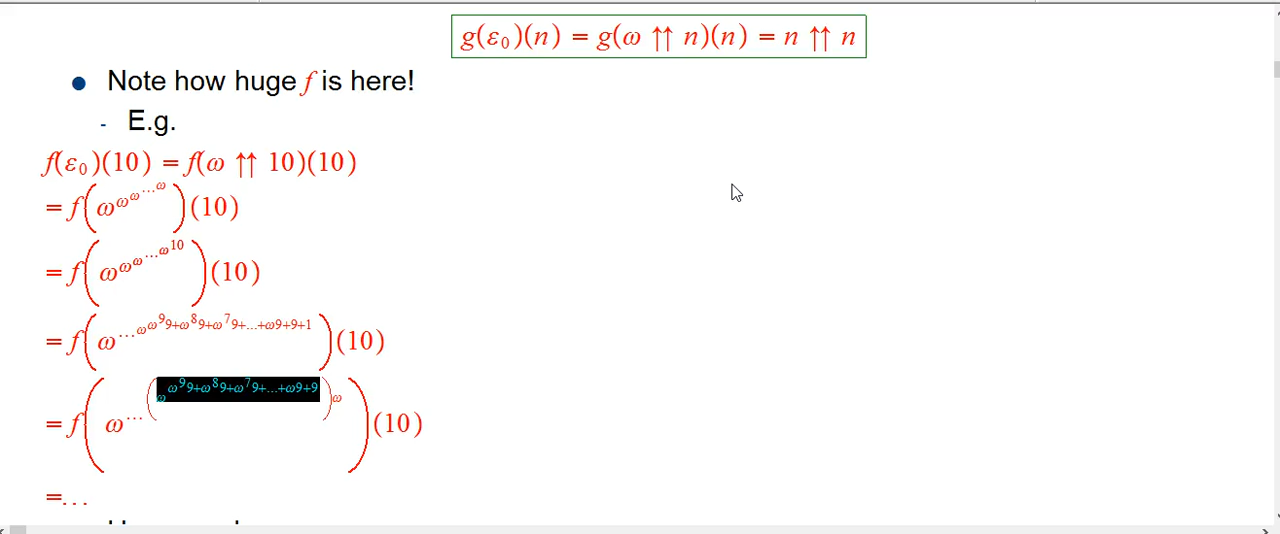 g(ε₀)(n) = g(ω ↑↑ n)(n) = n ↑↑ n
● Note how huge f is here!
- E.g.
f(ε₀)(10) = f(ω ↑↑ 10)(10)
= f(ω^ω^ω^…^ω)(10)
= f(ω^ω^ω^…^ω^10)(10)
= f(ω^…^ω^ω^(ω^9 9+ω^8 9+ω^7 9+...+ω9+9+1))(10)
= f(ω^…^(ω^(ω^9 9+ω^8 9+ω^7 9+...+ω9+9))ω)(10)
=...